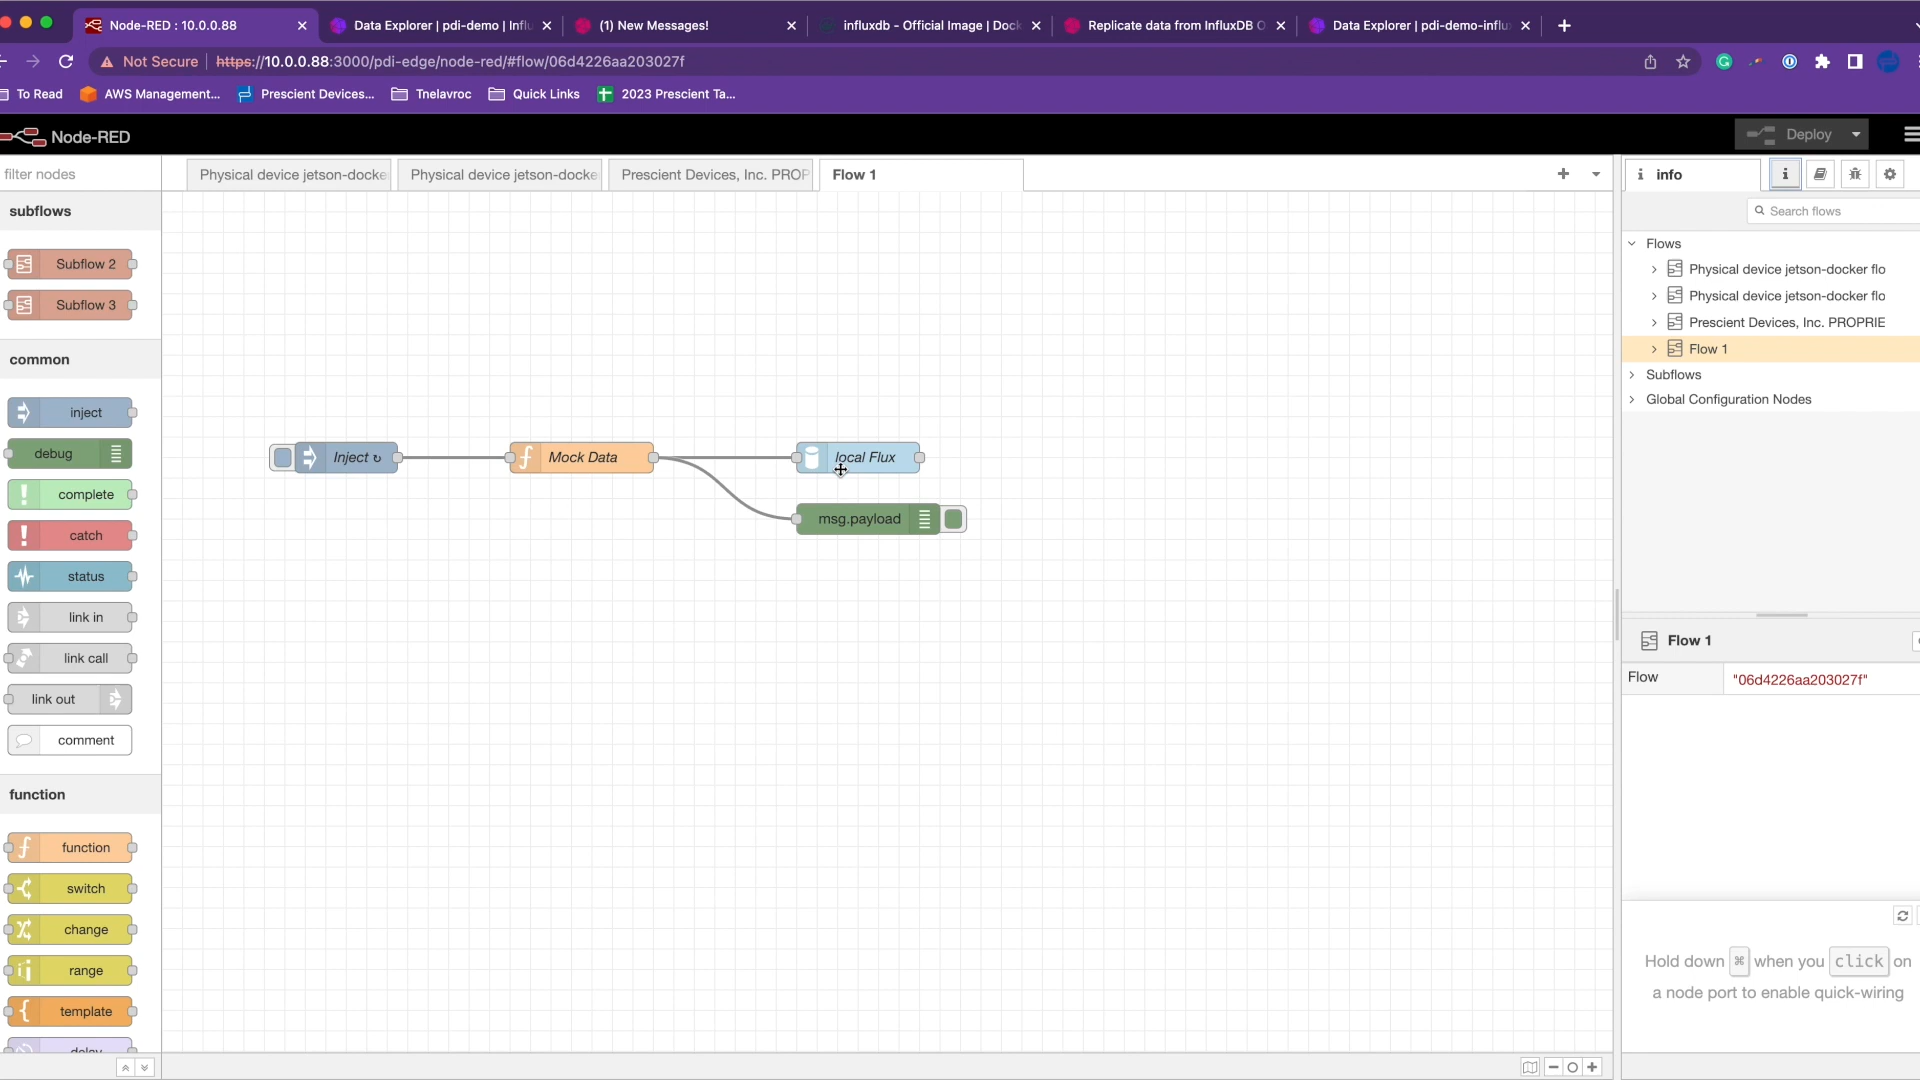 Node-RED : 10.0.0.88
Data Explorer | pdi-demo | Influ
(1) New Messages!
influxdb - Official Image | Dock
Replicate data from InfluxDB O
Data Explorer | pdi-demo-influ
Not Secure
https://10.0.0.88:3000/pdi-edge/node-red/#flow/06d4226aa203027f
To Read
AWS Management...
Prescient Devices...
Tnelavroc
Quick Links
2023 Prescient Ta...
Node-RED
Deploy
filter nodes
Physical device jetson-docke
Physical device jetson-docke
Prescient Devices, Inc. PROP
Flow 1
info
Search flows
subflows
Subflow 2
Subflow 3
common
inject
debug
complete
catch
status
link in
link call
link out
comment
function
function
switch
change
range
template
delay
Inject ↻
Mock Data
local Flux
msg.payload
Flows
Physical device jetson-docker flo
Physical device jetson-docker flo
Prescient Devices, Inc. PROPRIE
Flow 1
Subflows
Global Configuration Nodes
Flow 1
Flow
"06d4226aa203027f"
Hold down ⌘ when you click on
a node port to enable quick-wiring